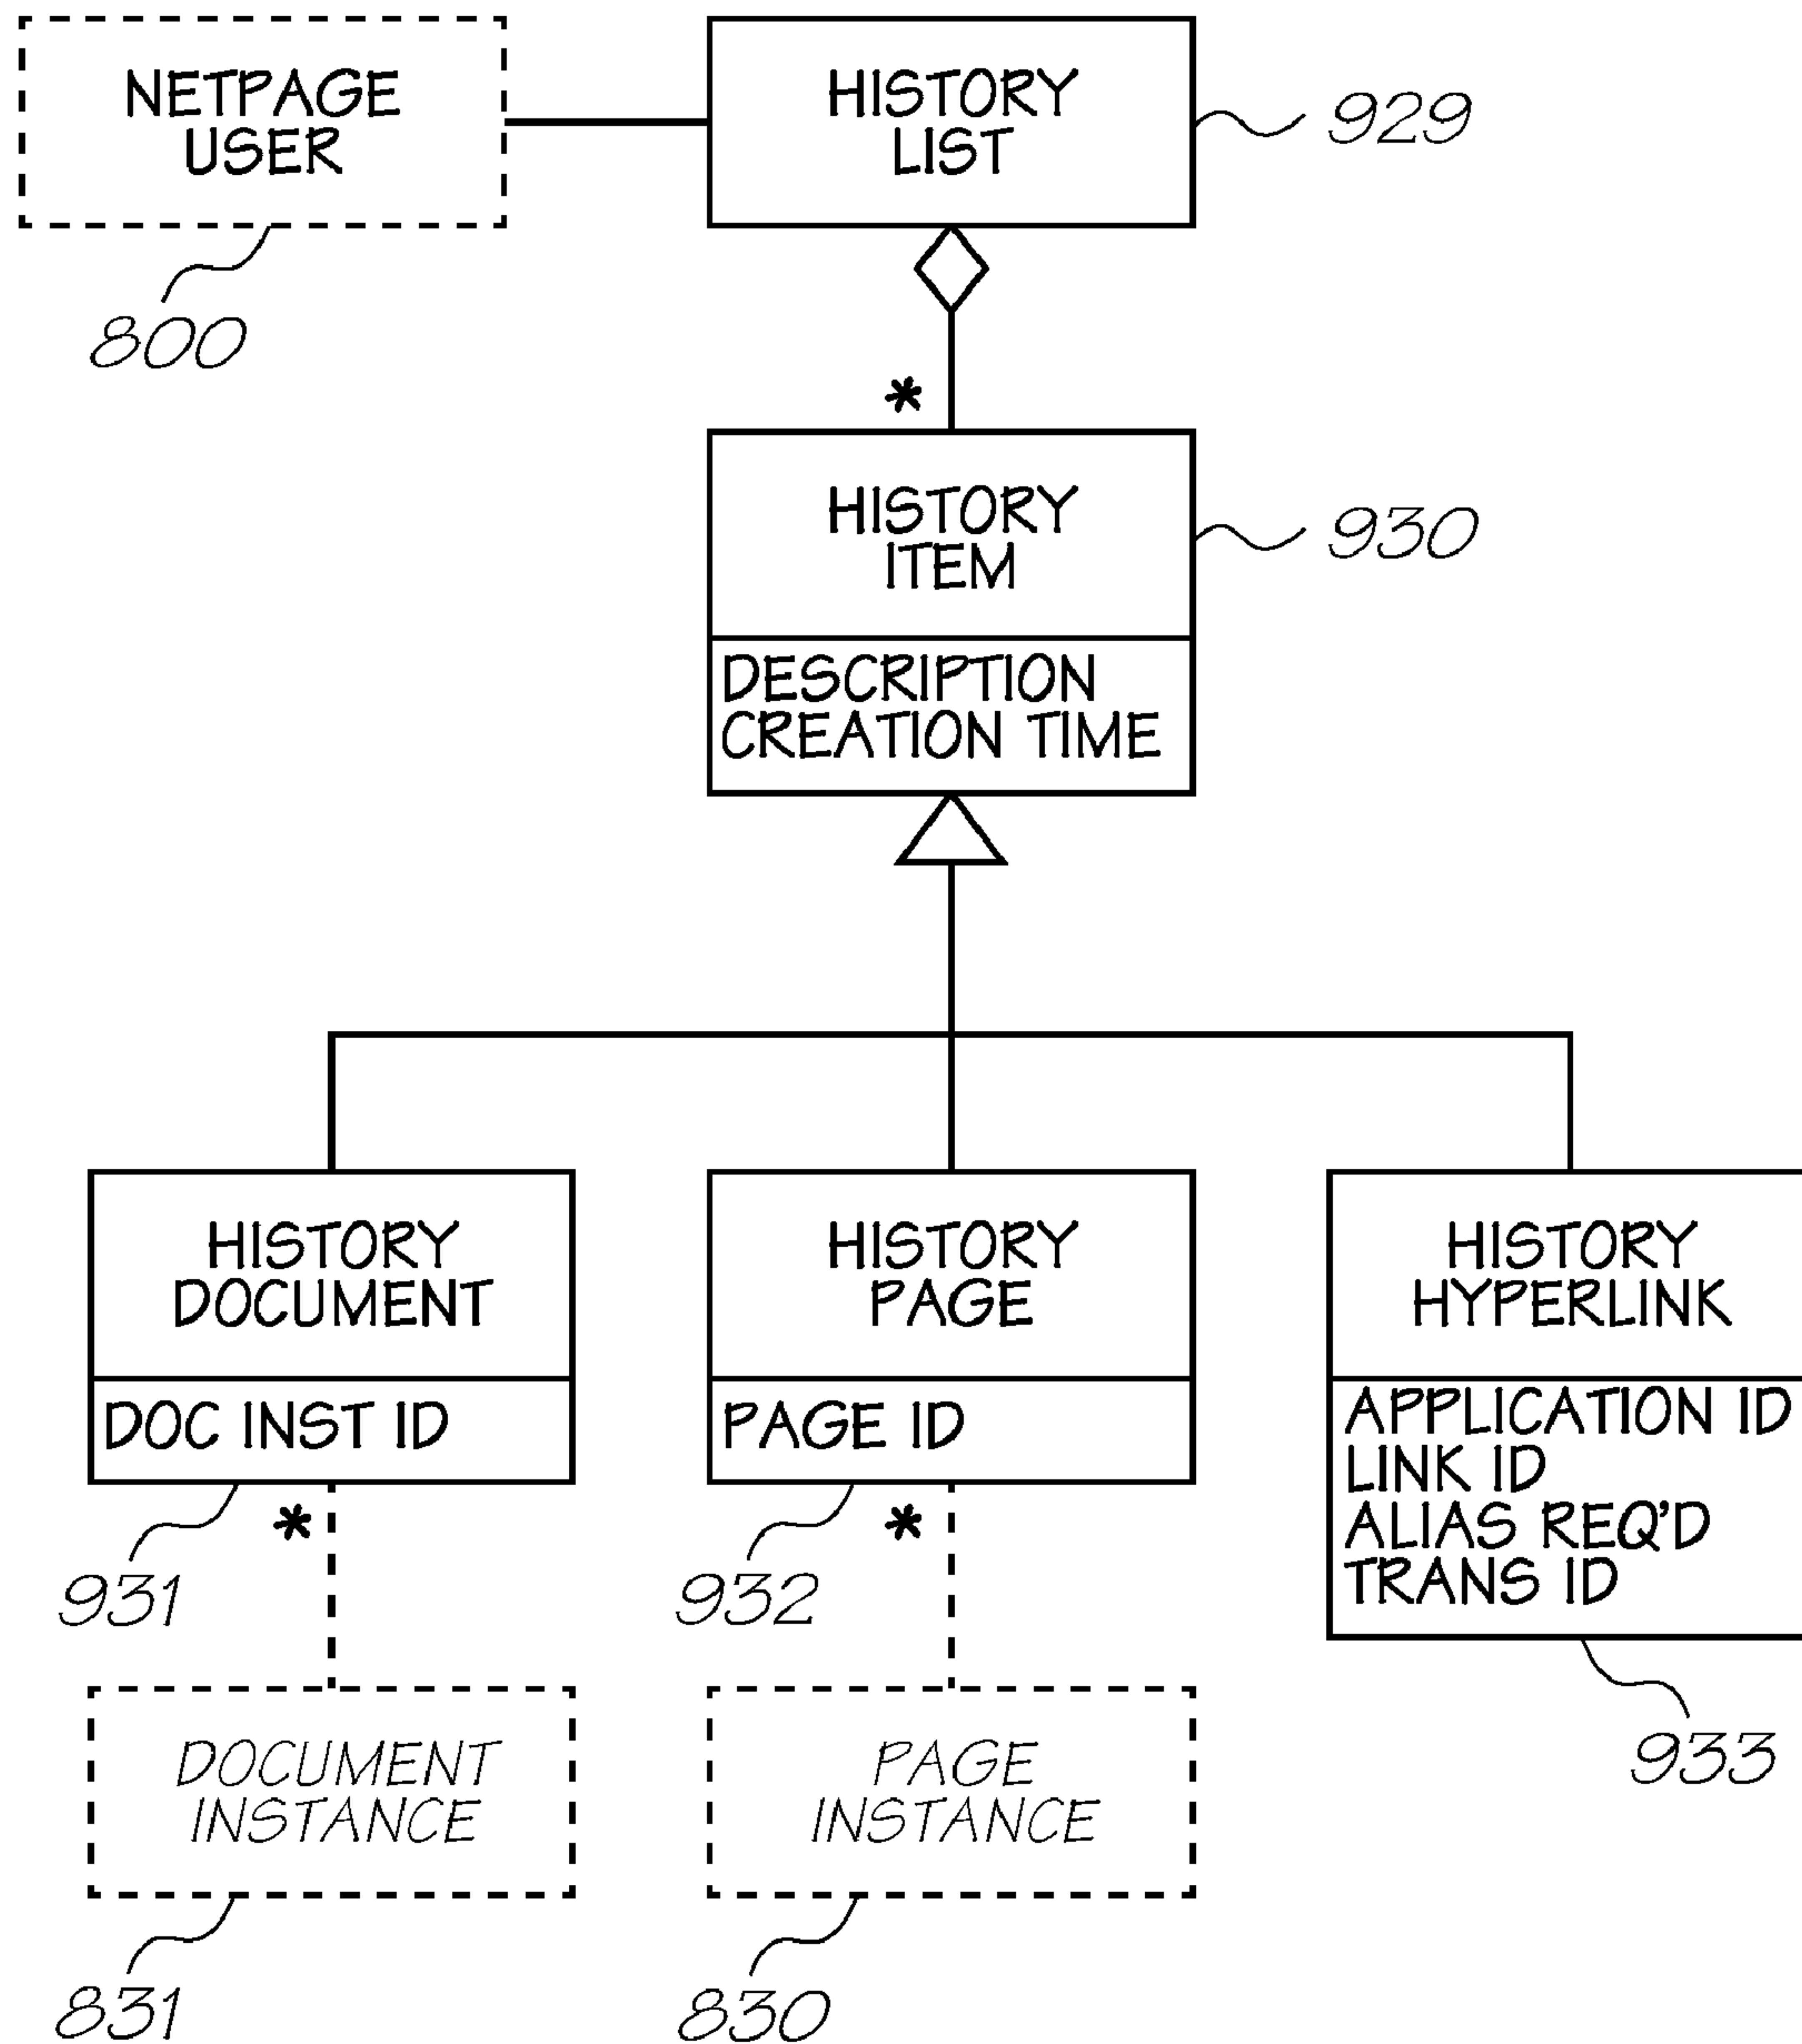 NETPAGE
USER
HISTORY
LIST
929
800
*
HISTORY
ITEM
930
DESCRIPTION
CREATION TIME
HISTORY
DOCUMENT
HISTORY
PAGE
HISTORY
HYPERLINK
DOC INST ID
PAGE ID
APPLICATION ID
LINK ID
ALIAS REQ'D
TRANS ID
*
*
931
932
933
DOCUMENT
INSTANCE
PAGE
INSTANCE
831
830